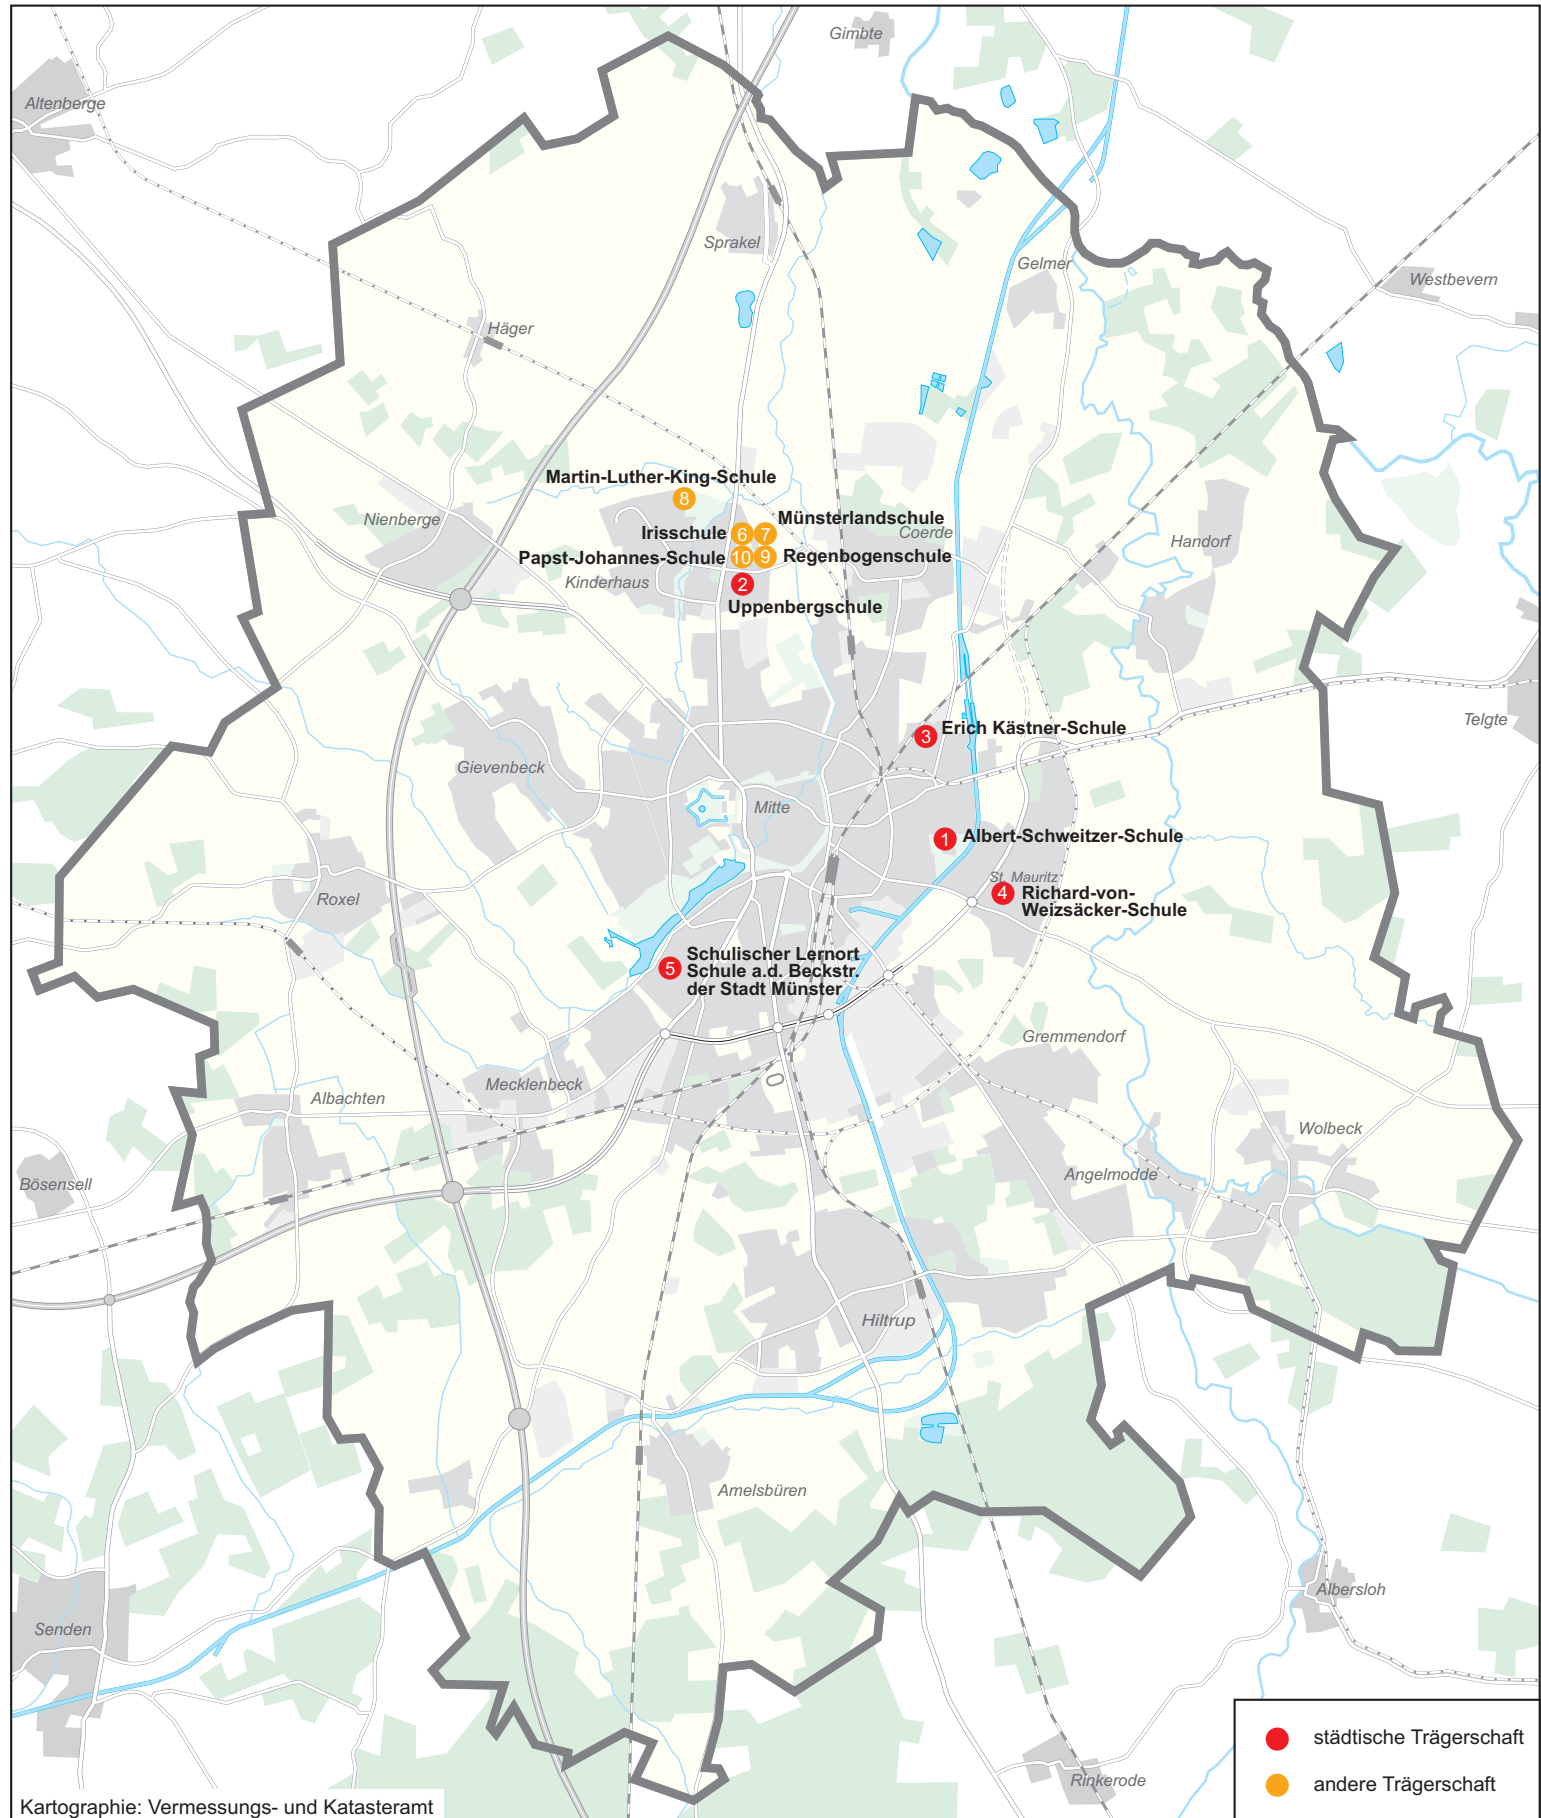 Gimbte
Altenberge
Sprakel
Gelmer
Westbevern
Häger
Martin-Luther-King-Schule
8
Nienberge
Münsterlandschule
Irisschule
6
7
Coerde
Handorf
Papst-Johannes-Schule
10
9
Regenbogenschule
Kinderhaus
2
Uppenbergschule
Telgte
3
Erich Kästner-Schule
Gievenbeck
Mitte
1
Albert-Schweitzer-Schule
St. Mauritz
Roxel
4
Richard-von-
Weizsäcker-Schule
5
Schulischer Lernort
Schule a.d. Beckstr.
der Stadt Münster
Gremmendorf
Mecklenbeck
Albachten
Wolbeck
Angelmodde
Bösensell
Hiltrup
Amelsbüren
Albersloh
Senden
städtische Trägerschaft
Rinkerode
andere Trägerschaft
Kartographie: Vermessungs- und Katasteramt